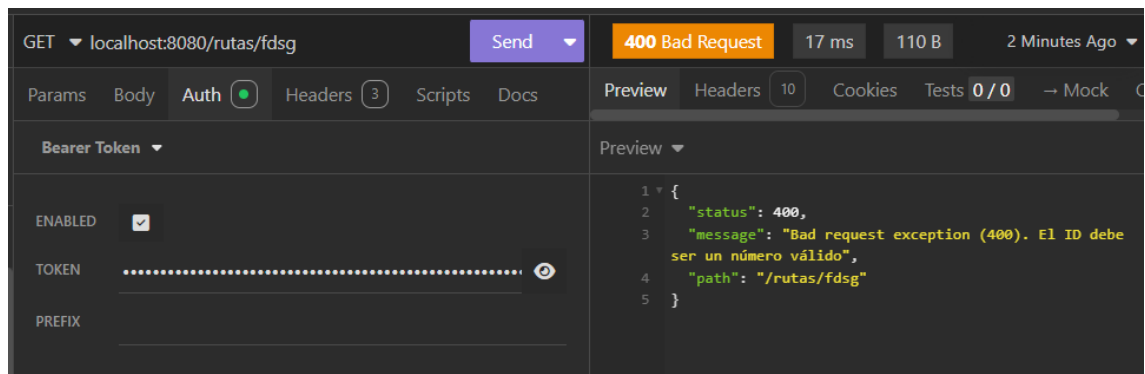 GET localhost:8080/rutas/fdsg Send
400 Bad Request 17 ms 110 B 2 Minutes Ago
Params Body Auth Headers 3 Scripts Docs
Preview Headers 10 Cookies Tests 0 / 0 → Mock
Bearer Token
Preview
ENABLED
TOKEN ••••••••••••••••••••••••••••••••••••••••••••••••••••••
PREFIX
1 {
2 "status": 400,
3 "message": "Bad request exception (400). El ID debe
ser un número válido",
4 "path": "/rutas/fdsg"
5 }